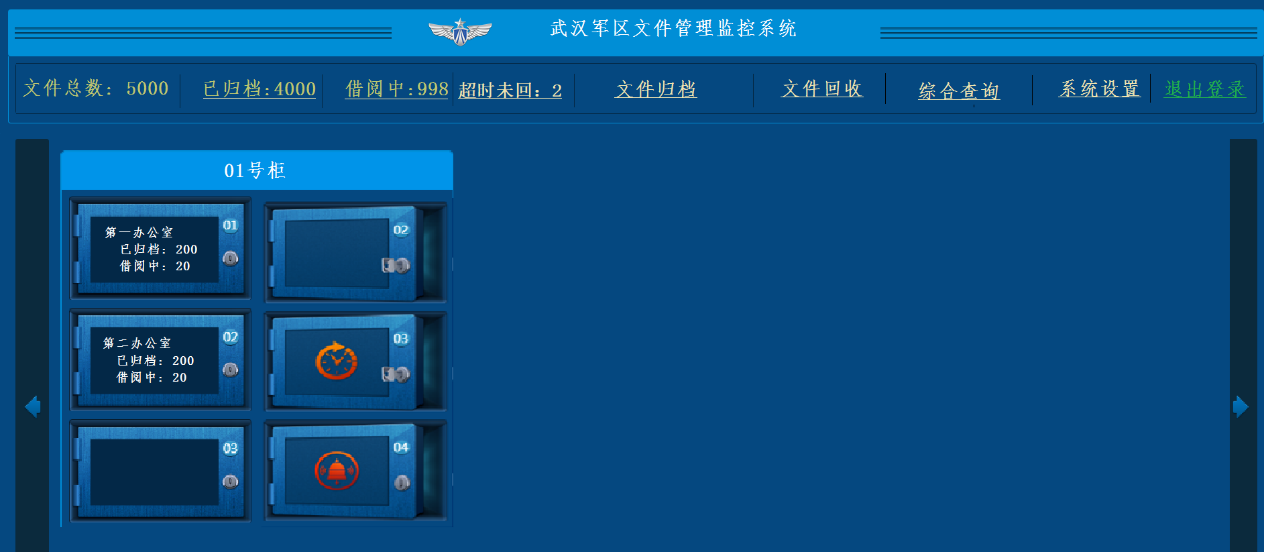 武汉军区文件管理监控系统
文件总数: 5000 已归档:4000 借阅中:998 超时未回: 2 文件归档 文件回收 综合查询 系统设置 退出登录
01号柜
第一办公室
已归档: 200
借阅中: 20
01
02
第二办公室
已归档: 200
借阅中: 20
02
03
03
04